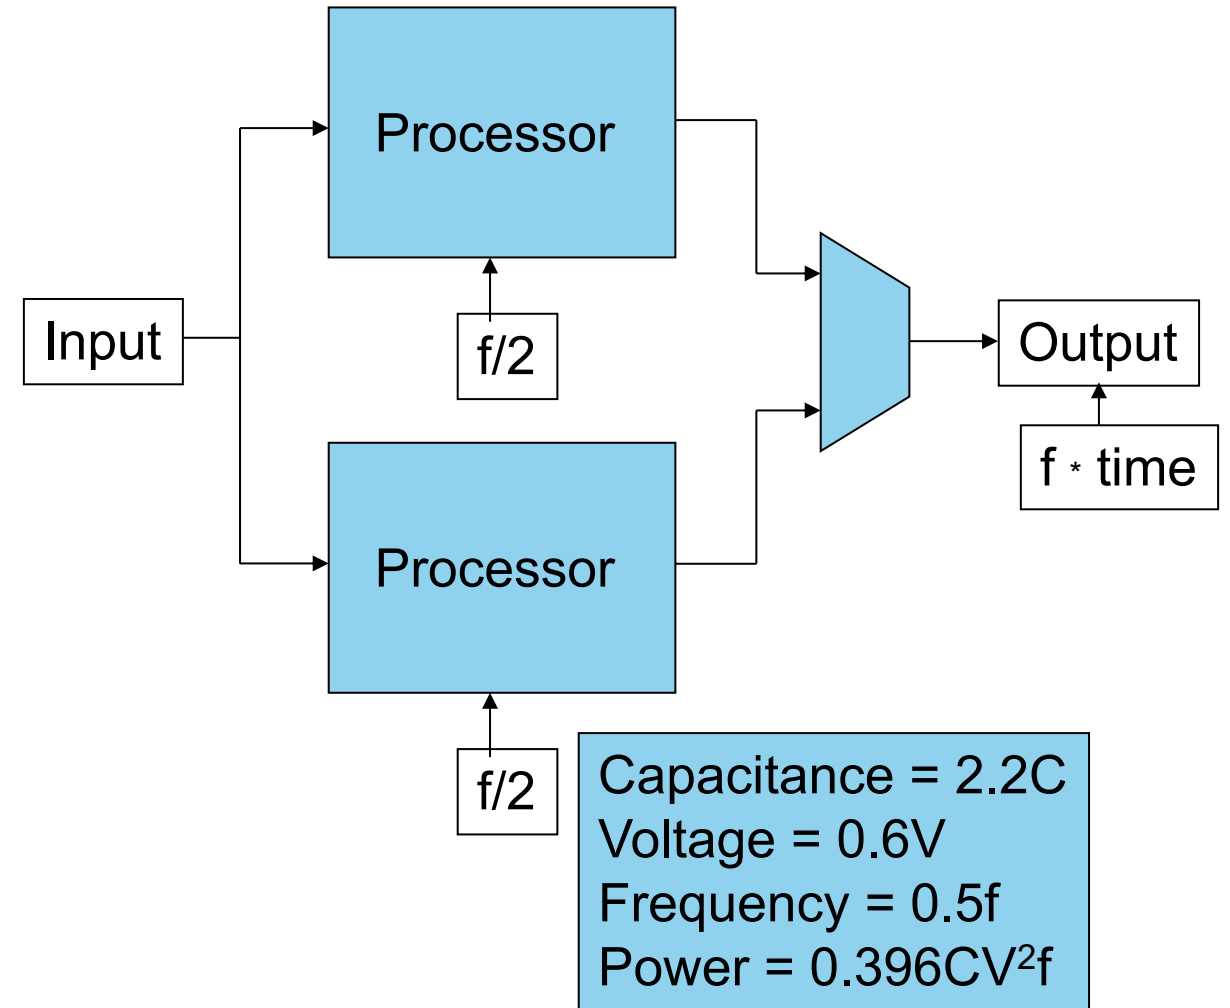 Processor
Input
f/2
Output
f * time
Processor
f/2
Capacitance = 2.2C
Voltage = 0.6V
Frequency = 0.5f
Power = 0.396CV²f